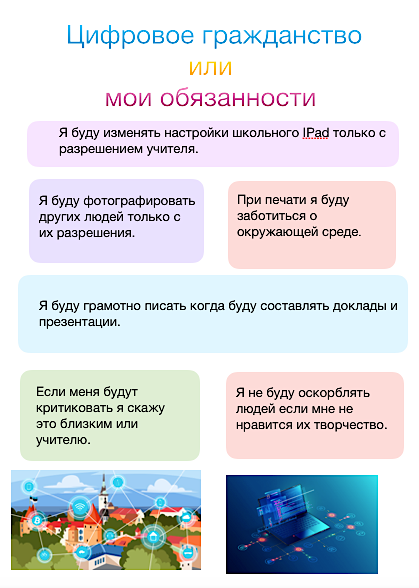 Цифровое гражданство
или
мои обязанности
Я буду изменять настройки школьного IPad только с
разрешением учителя.
Я буду фотографировать
других людей только с
их разрешения.
При печати я буду
заботиться о
окружающей среде.
Я буду грамотно писать когда буду составлять доклады и
презентации.
Если меня будут
критиковать я скажу
это близким или
учителю.
Я не буду оскорблять
людей если мне не
нравится их творчество.